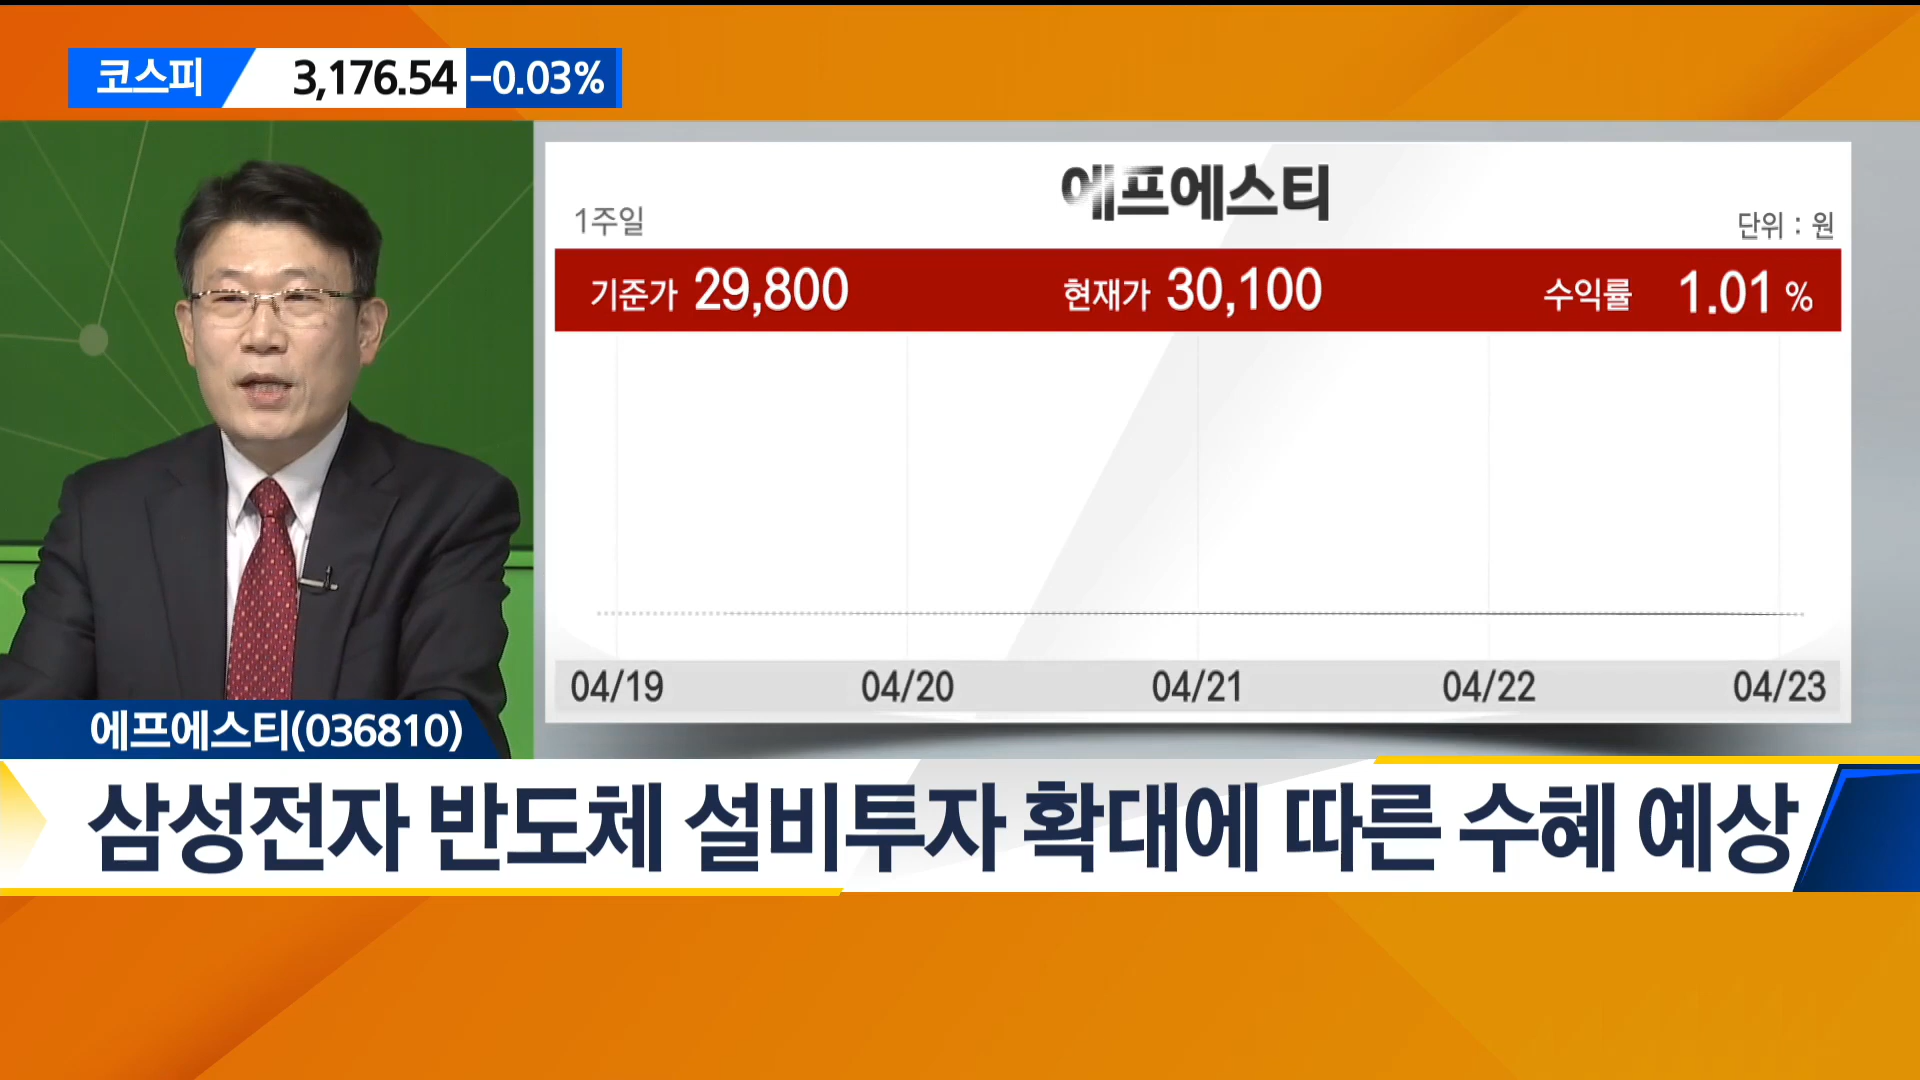 코스피 3,176.54 -0.03%
에프에스티
1주일
단위 : 원
기준가 29,800 현재가 30,100 수익률 1.01 %
04/19 04/20 04/21 04/22 04/23
에프에스티(036810)
삼성전자 반도체 설비투자 확대에 따른 수혜 예상